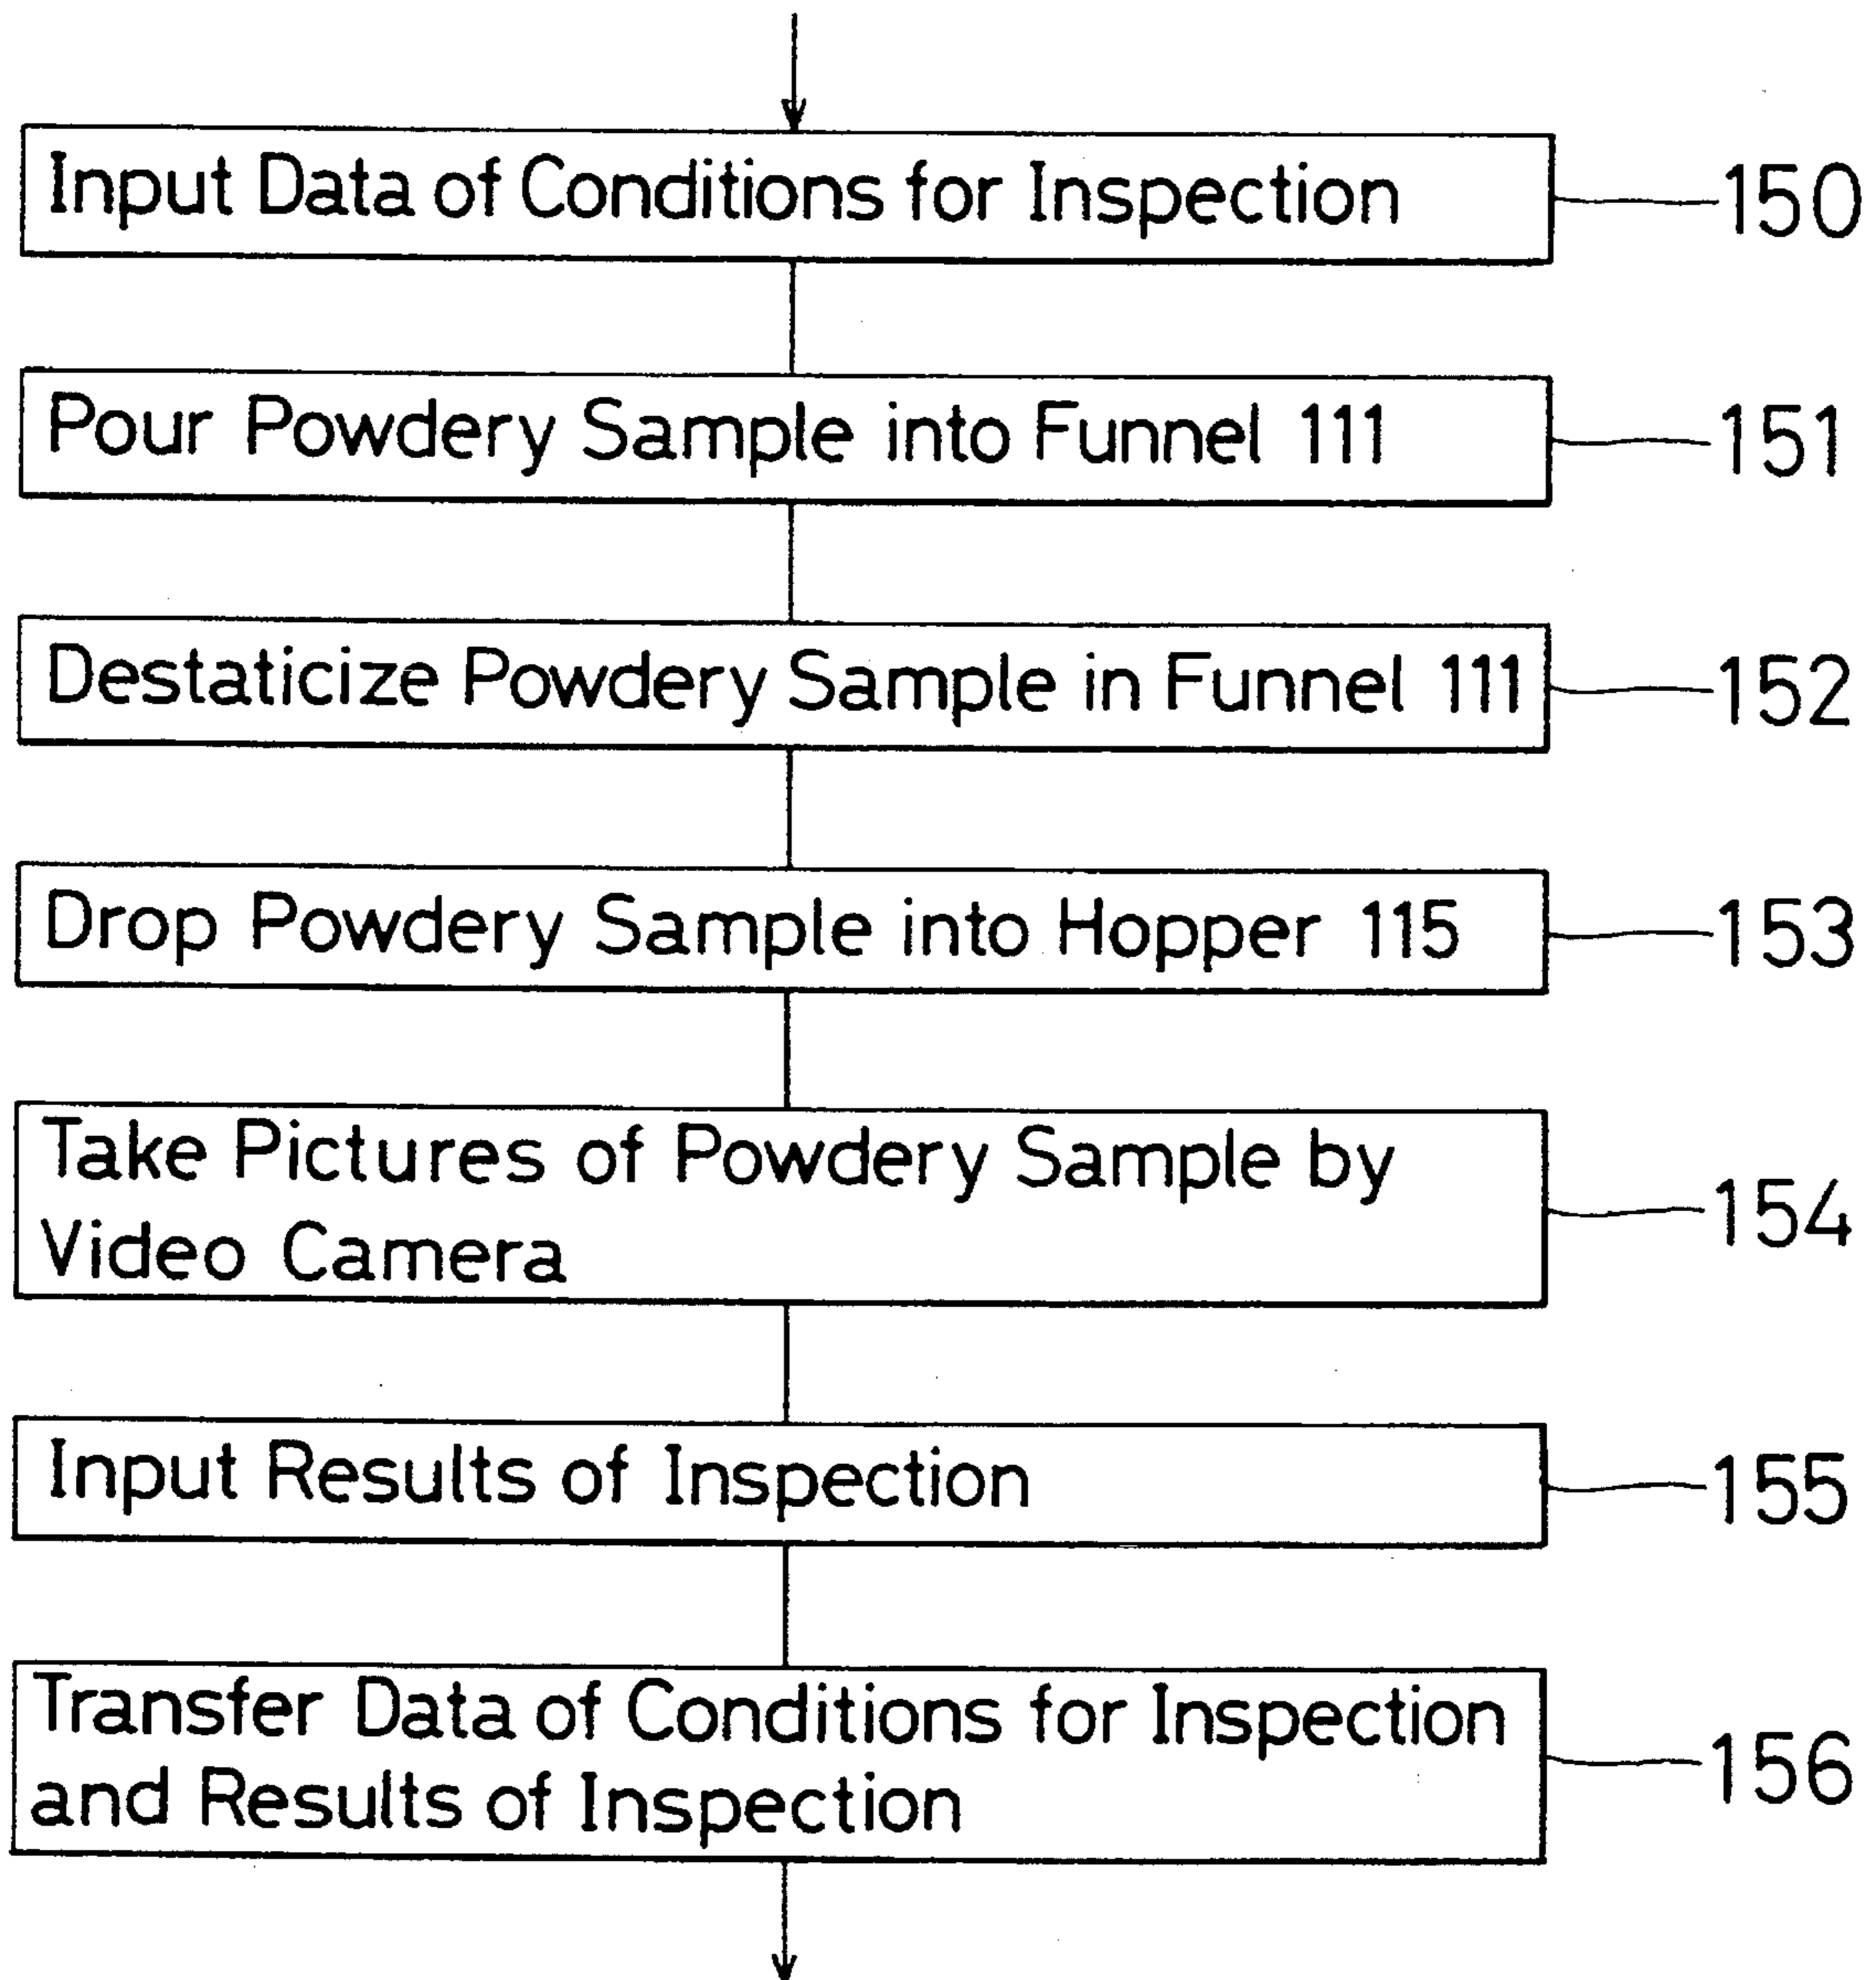 Input Data of Conditions for Inspection
150
Pour Powdery Sample into Funnel 111
151
Destaticize Powdery Sample in Funnel 111
152
Drop Powdery Sample into Hopper 115
153
Take Pictures of Powdery Sample by
Video Camera
154
Input Results of Inspection
155
Transfer Data of Conditions for Inspection
and Results of Inspection
156